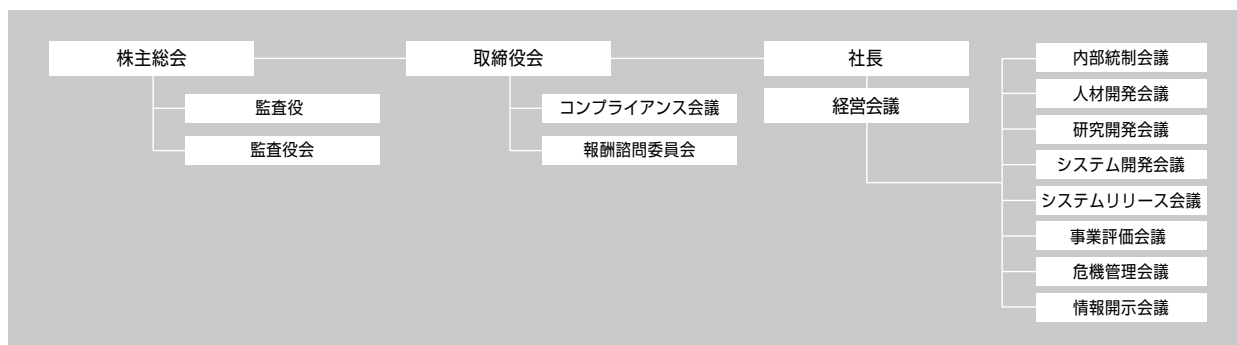 株主総会
監査役
監査役会
取締役会
コンプライアンス会議
報酬諮問委員会
社長
経営会議
内部統制会議
人材開発会議
研究開発会議
システム開発会議
システムリリース会議
事業評価会議
危機管理会議
情報開示会議